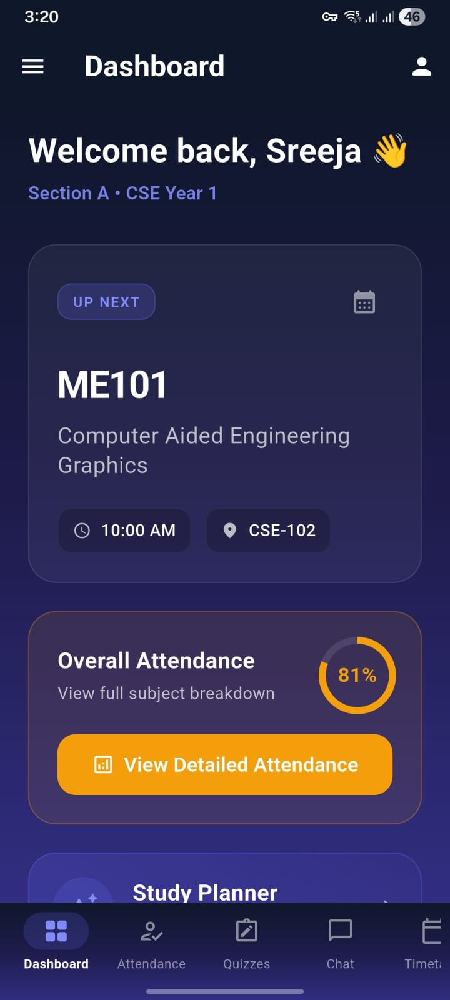 3:20
5
46
Dashboard
Welcome back, Sreeja 👋
Section A • CSE Year 1
UP NEXT
ME101
Computer Aided Engineering
Graphics
10:00 AM
CSE-102
Overall Attendance
View full subject breakdown
81%
View Detailed Attendance
Study Planner
Dashboard
Attendance
Quizzes
Chat
Timeta